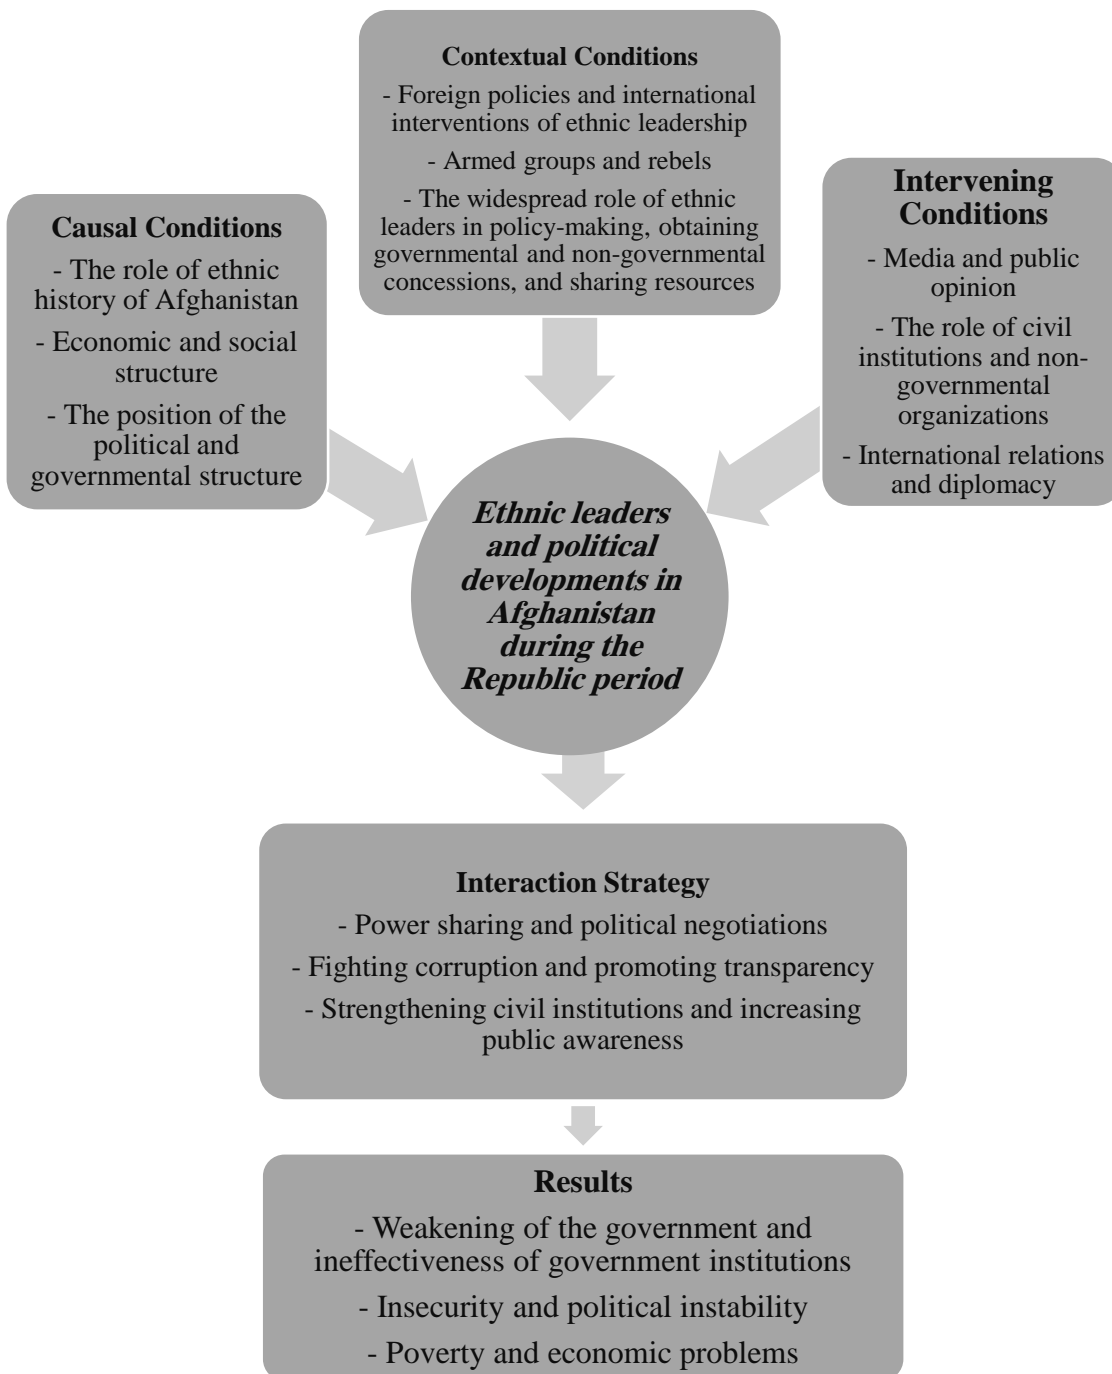 Contextual Conditions
- Foreign policies and international
interventions of ethnic leadership
- Armed groups and rebels
- The widespread role of ethnic
leaders in policy-making, obtaining
governmental and non-governmental
concessions, and sharing resources
Causal Conditions
- The role of ethnic
history of Afghanistan
- Economic and social
structure
- The position of the
political and
governmental structure
Intervening
Conditions
- Media and public
opinion
- The role of civil
institutions and non-
governmental
organizations
- International relations
and diplomacy
Ethnic leaders
and political
developments in
Afghanistan
during the
Republic period
Interaction Strategy
- Power sharing and political negotiations
- Fighting corruption and promoting transparency
- Strengthening civil institutions and increasing
public awareness
Results
- Weakening of the government and
ineffectiveness of government institutions
- Insecurity and political instability
- Poverty and economic problems